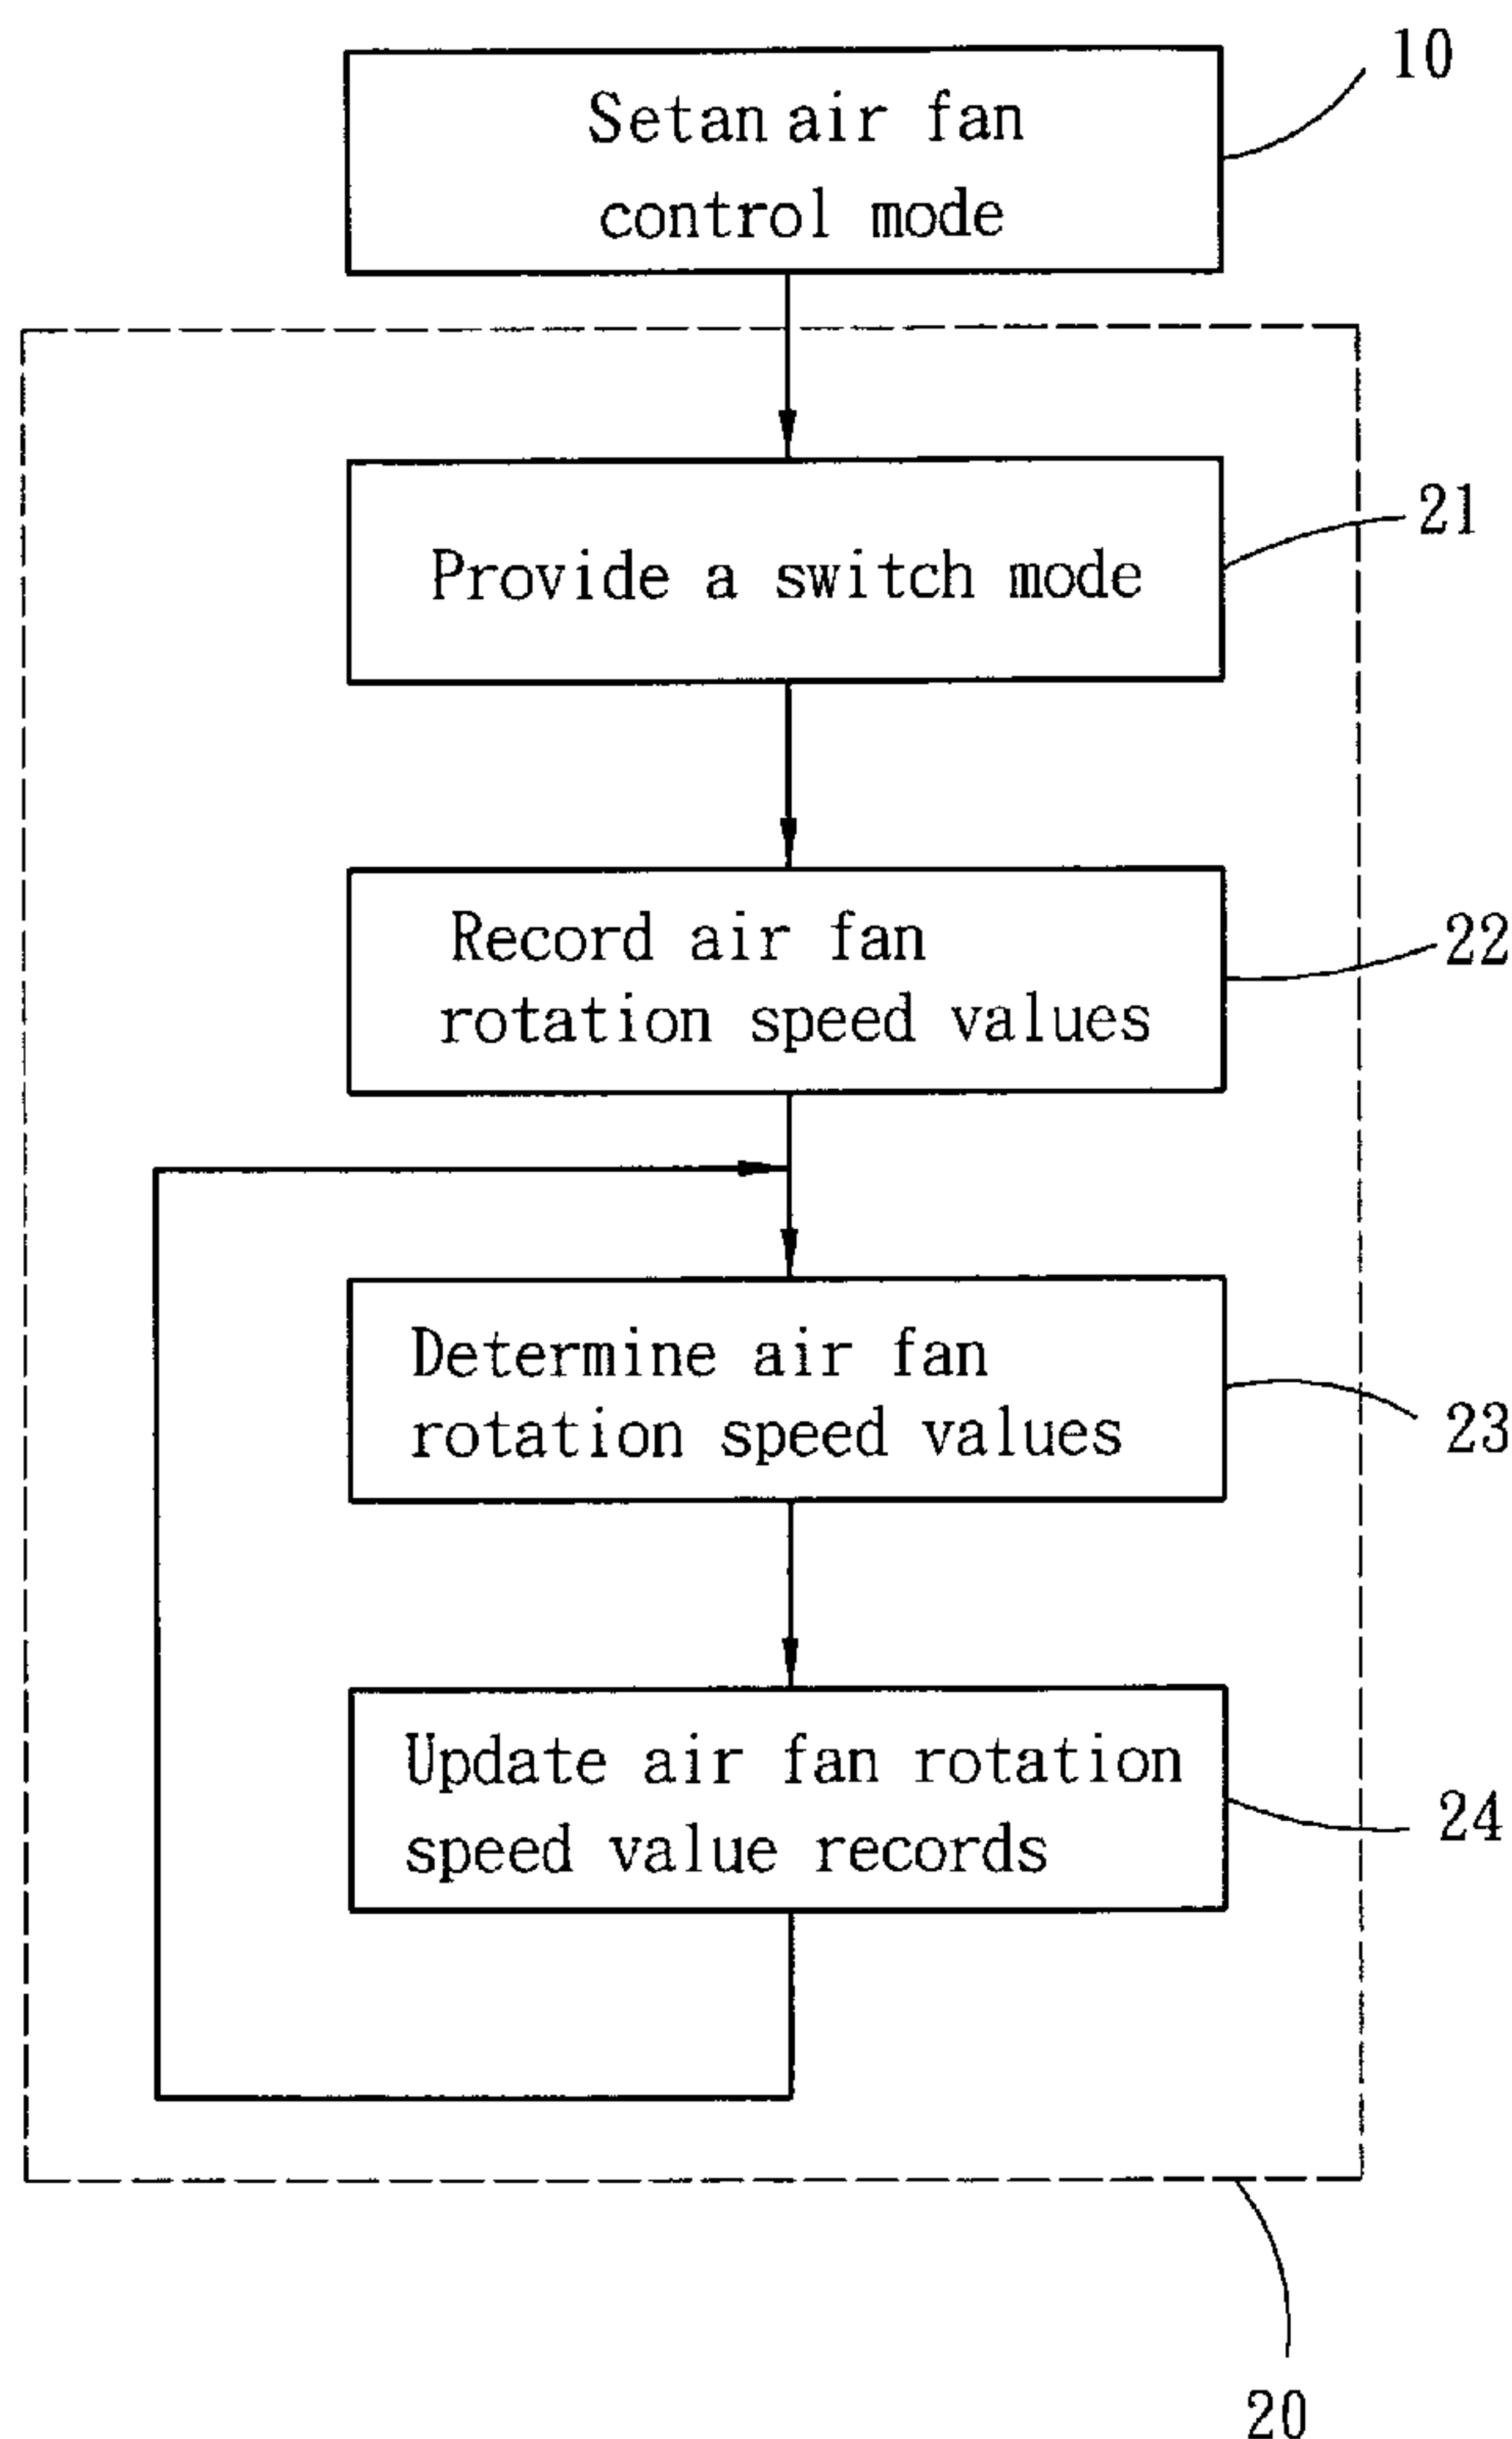 10
Setan air fan
control mode
21
Provide a switch mode
22
Record air fan
rotation speed values
23
Determine air fan
rotation speed values
24
Update air fan rotation
speed value records
20